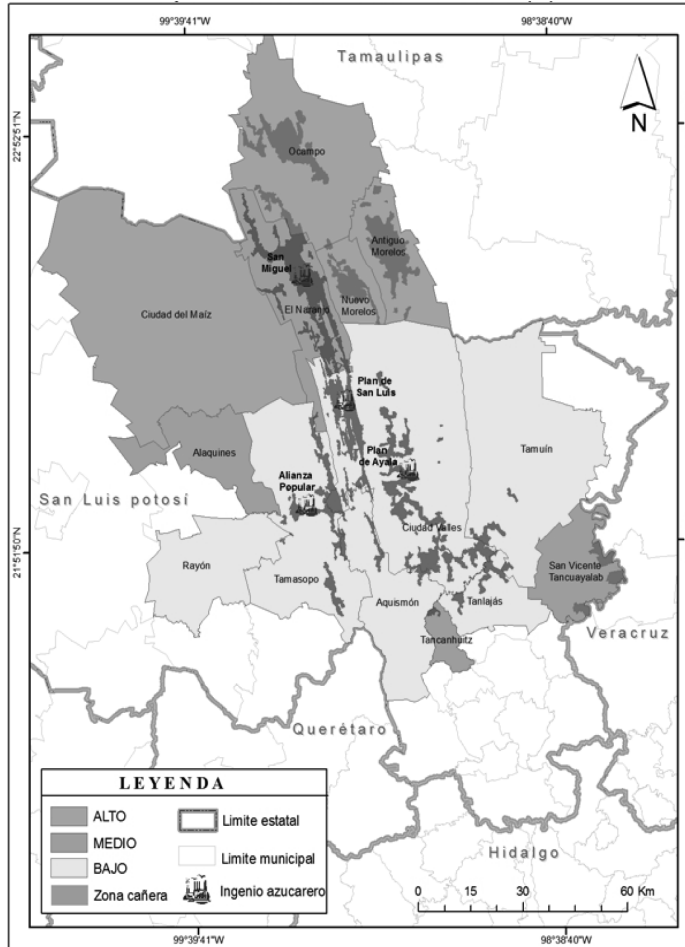 99°39'41"W
98°38'40"W
Tamaulipas
N
22°52'51"N
Ocampo
Antiguo
Morelos
San
Miguel
Nuevo
Morelos
El Naranjo
Ciudad del Maíz
Plan de
San Luis
Tamuín
Alaquines
Plan
de Ayala
Alianza
Popular
San Luis potosí
Ciudad Valles
21°51'50"N
Rayón
San Vicente
Tancuayalab
Tamasopo
Tanlajás
Aquismón
Veracruz
Tancanhuitz
Querétaro
LEYENDA
ALTO
Limite estatal
MEDIO
Limite municipal
BAJO
Zona cañera
Ingenio azucarero
Hidalgo
0 15 30 60 Km
99°39'41"W
98°38'40"W